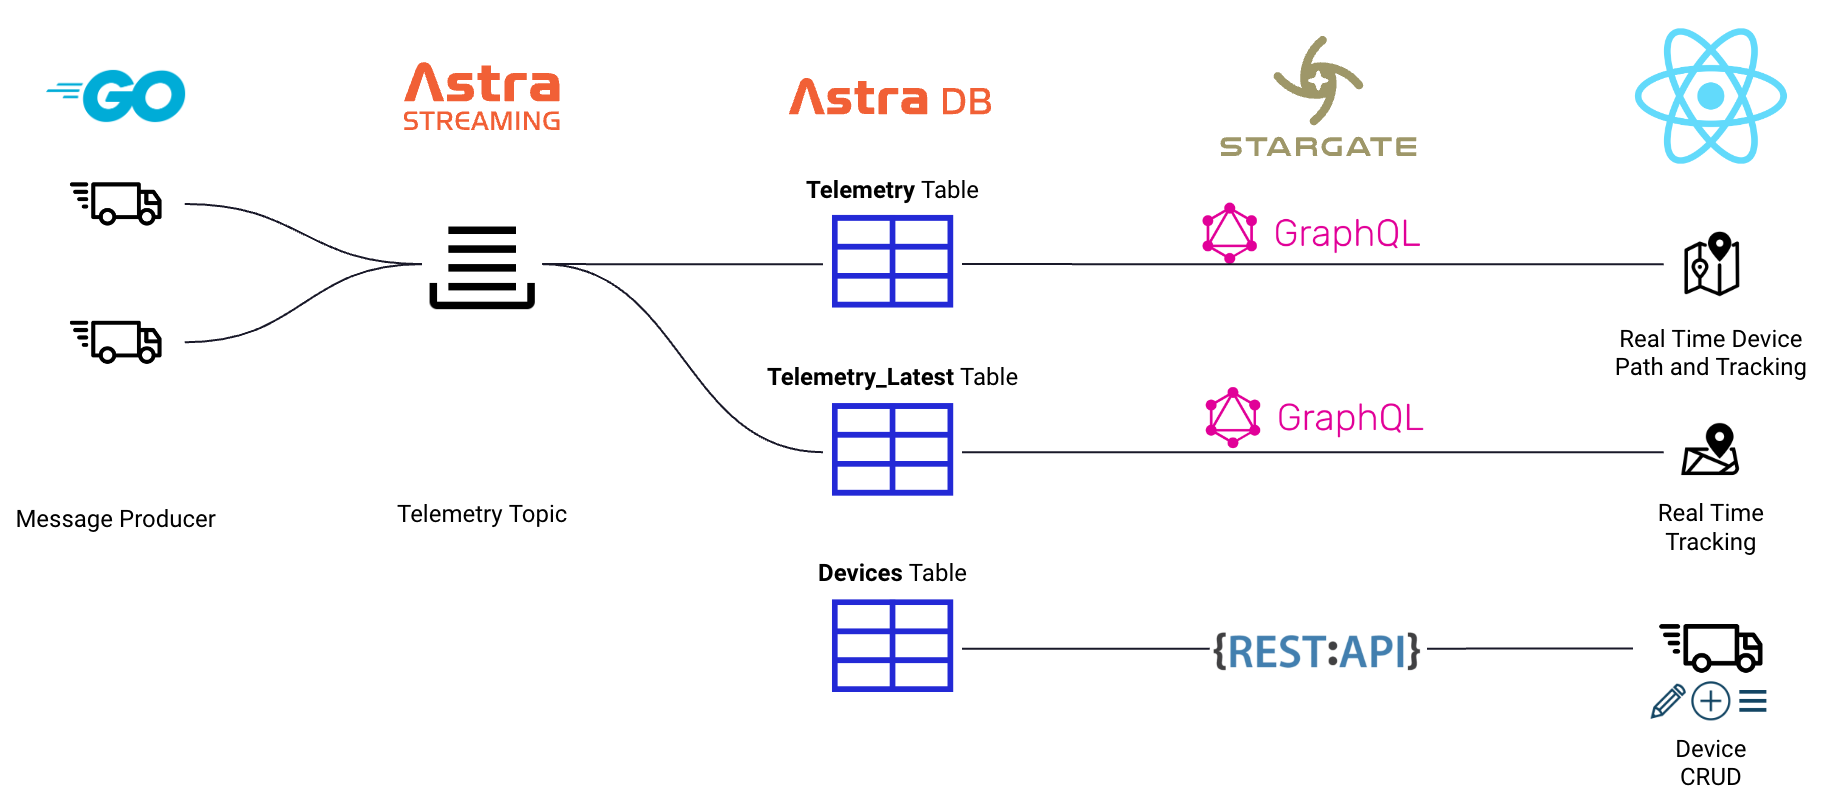 GO
Astra
STREAMING
Astra DB
STARGATE
Telemetry Table
GraphQL
Real Time Device
Path and Tracking
Telemetry_Latest Table
GraphQL
Message Producer
Telemetry Topic
Real Time
Tracking
Devices Table
{REST:API}
Device
CRUD